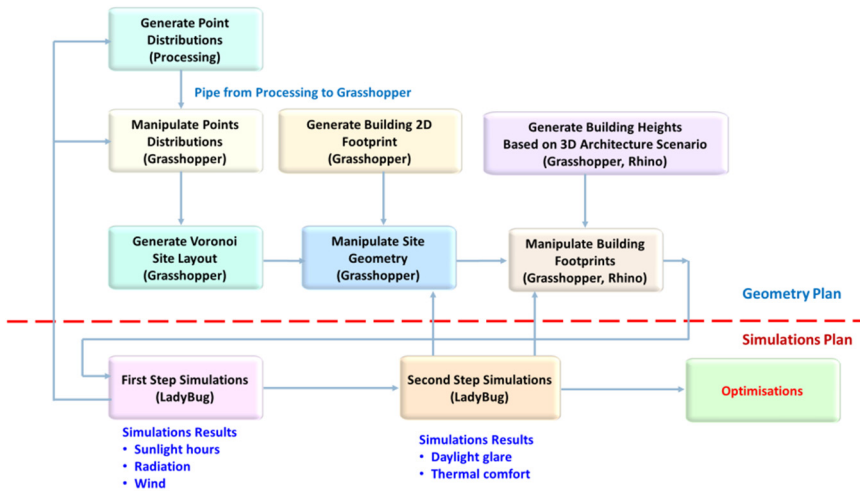 Generate Point
Distributions
(Processing)
Pipe from Processing to Grasshopper
Manipulate Points
Distributions
(Grasshopper)
Generate Building 2D
Footprint
(Grasshopper)
Generate Building Heights
Based on 3D Architecture Scenario
(Grasshopper, Rhino)
Generate Voronoi
Site Layout
(Grasshopper)
Manipulate Site
Geometry
(Grasshopper)
Manipulate Building
Footprints
(Grasshopper, Rhino)
Geometry Plan
Simulations Plan
First Step Simulations
(LadyBug)
Second Step Simulations
(LadyBug)
Optimisations
Simulations Results
• Sunlight hours
• Radiation
• Wind
Simulations Results
• Daylight glare
• Thermal comfort